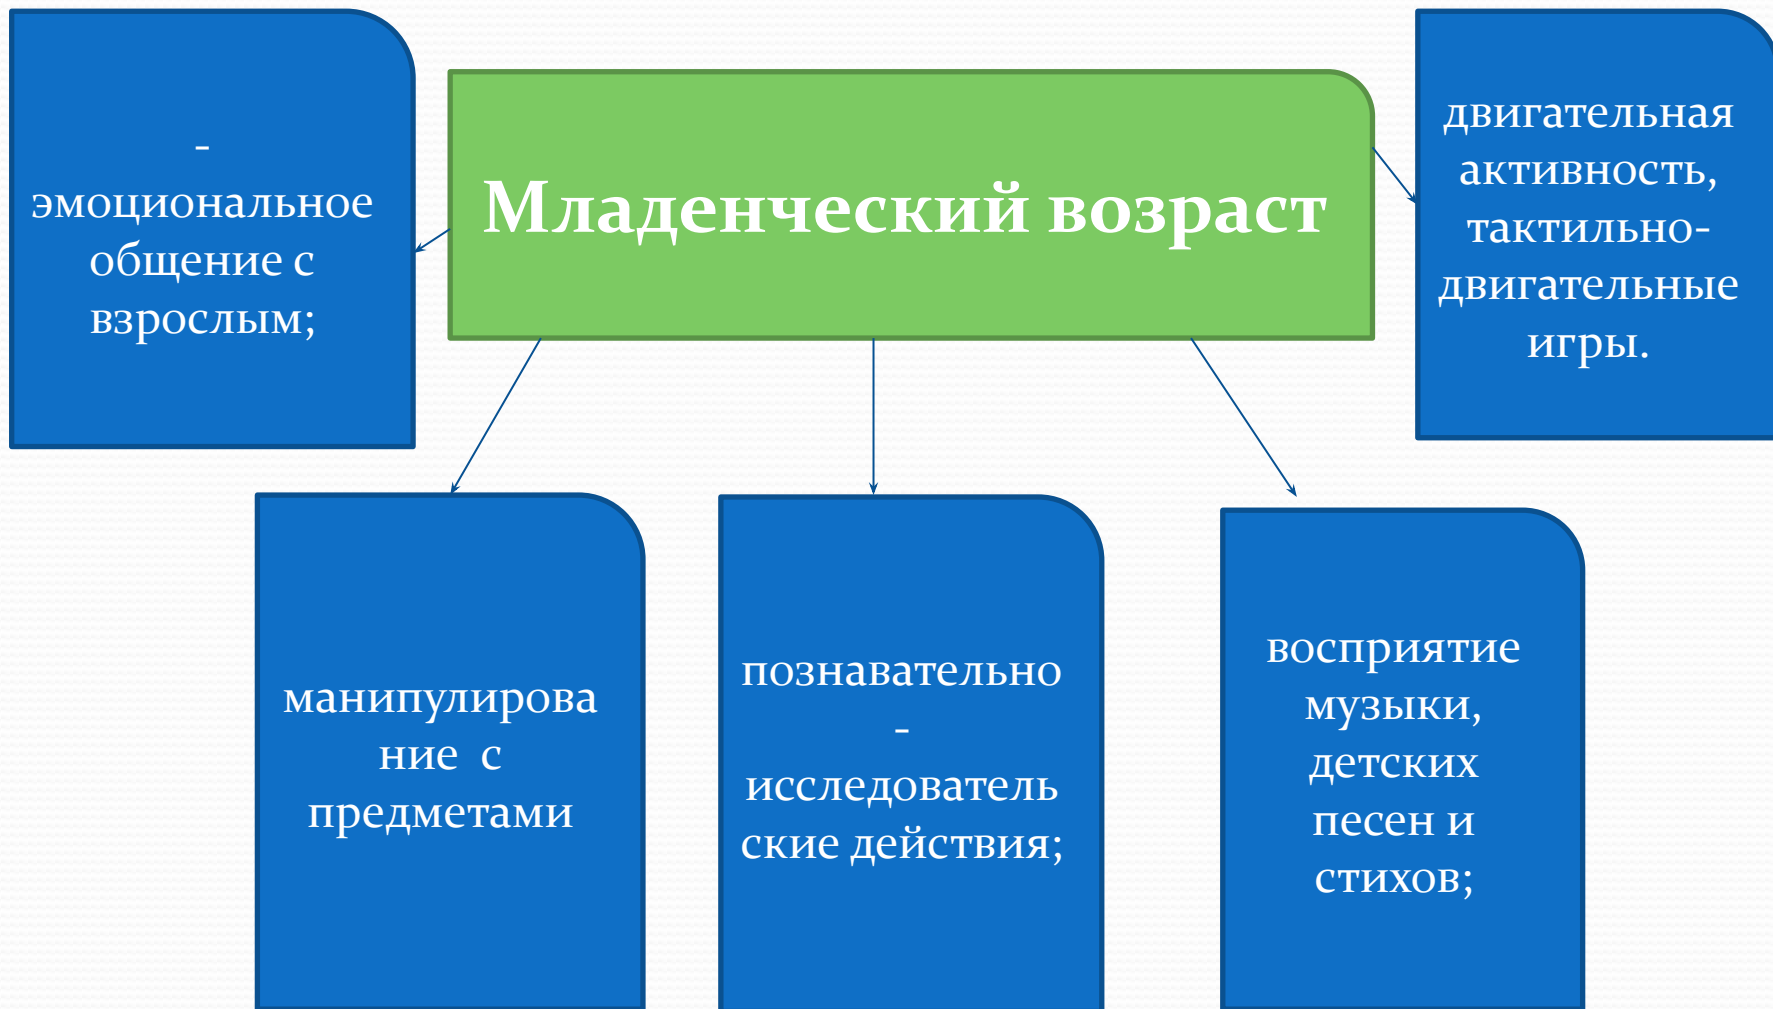 -
эмоциональное
общение с
взрослым;
Младенческий возраст
двигательная
активность,
тактильно-
двигательные
игры.
манипулирова
ние с
предметами
познавательно
-
исследователь
ские действия;
восприятие
музыки,
детских
песен и
стихов;